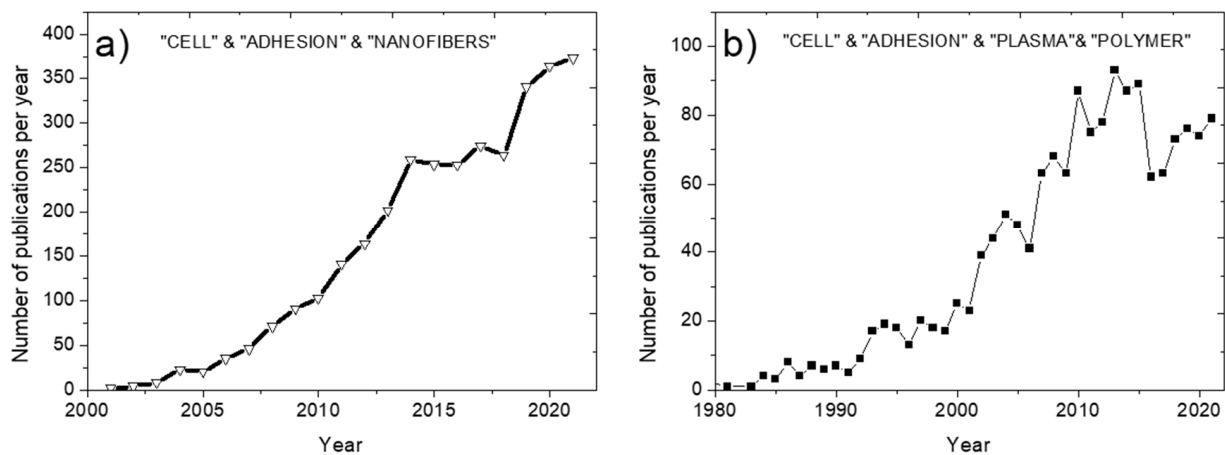 a)
"CELL" & "ADHESION" & "NANOFIBERS"
Number of publications per year
400
350
300
250
200
150
100
50
0
2000 2005 2010 2015 2020
Year
b)
"CELL" & "ADHESION" & "PLASMA"& "POLYMER"
Number of publications per year
100
80
60
40
20
0
1980 1990 2000 2010 2020
Year